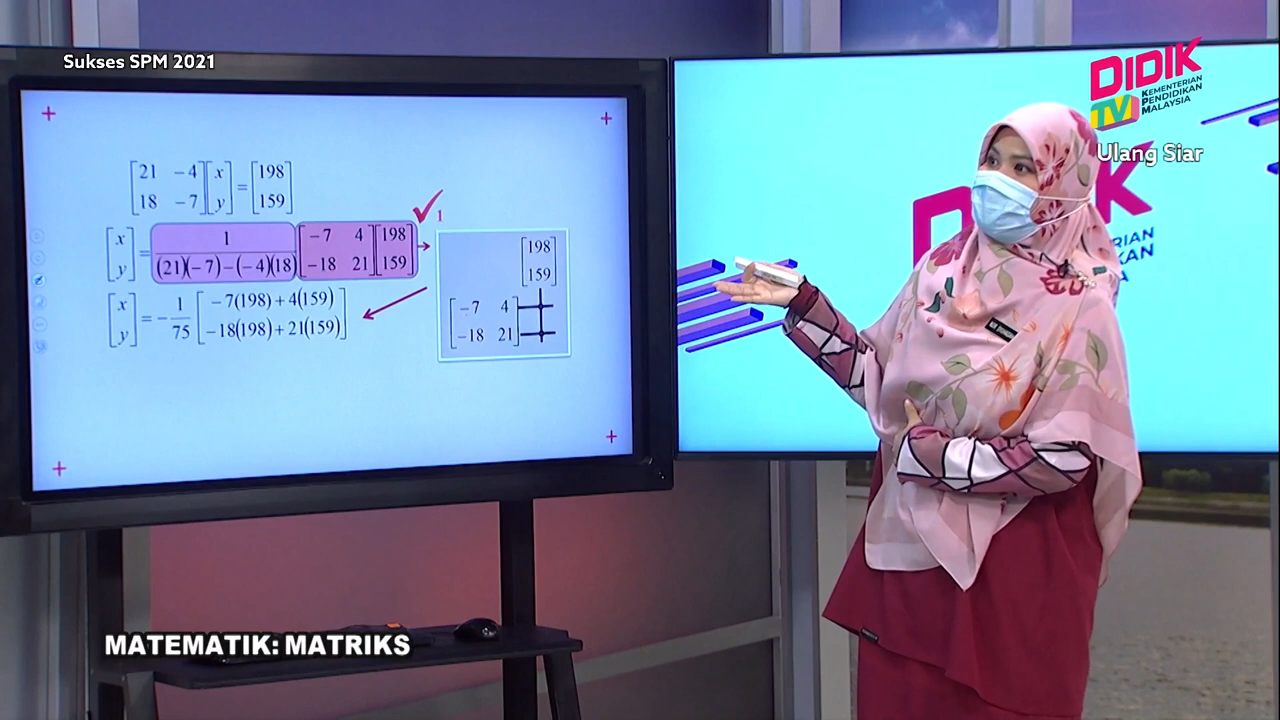 Sukses SPM 2021
DIDIK
TV
KEMENTERIAN
PENDIDIKAN
MALAYSIA
Ulang Siar
[21 -4] [x] = [198]
[18 -7] [y]   [159]
[x] = 1 [-7 4] [198] ✓1
[y]   (21)(-7)-(-4)(18) [-18 21] [159]
[x] = - 1 [-7(198)+4(159)]
[y]   75 [-18(198)+21(159)]
[198]
[159]
[-7 4]
[-18 21]
MATEMATIK: MATRIKS